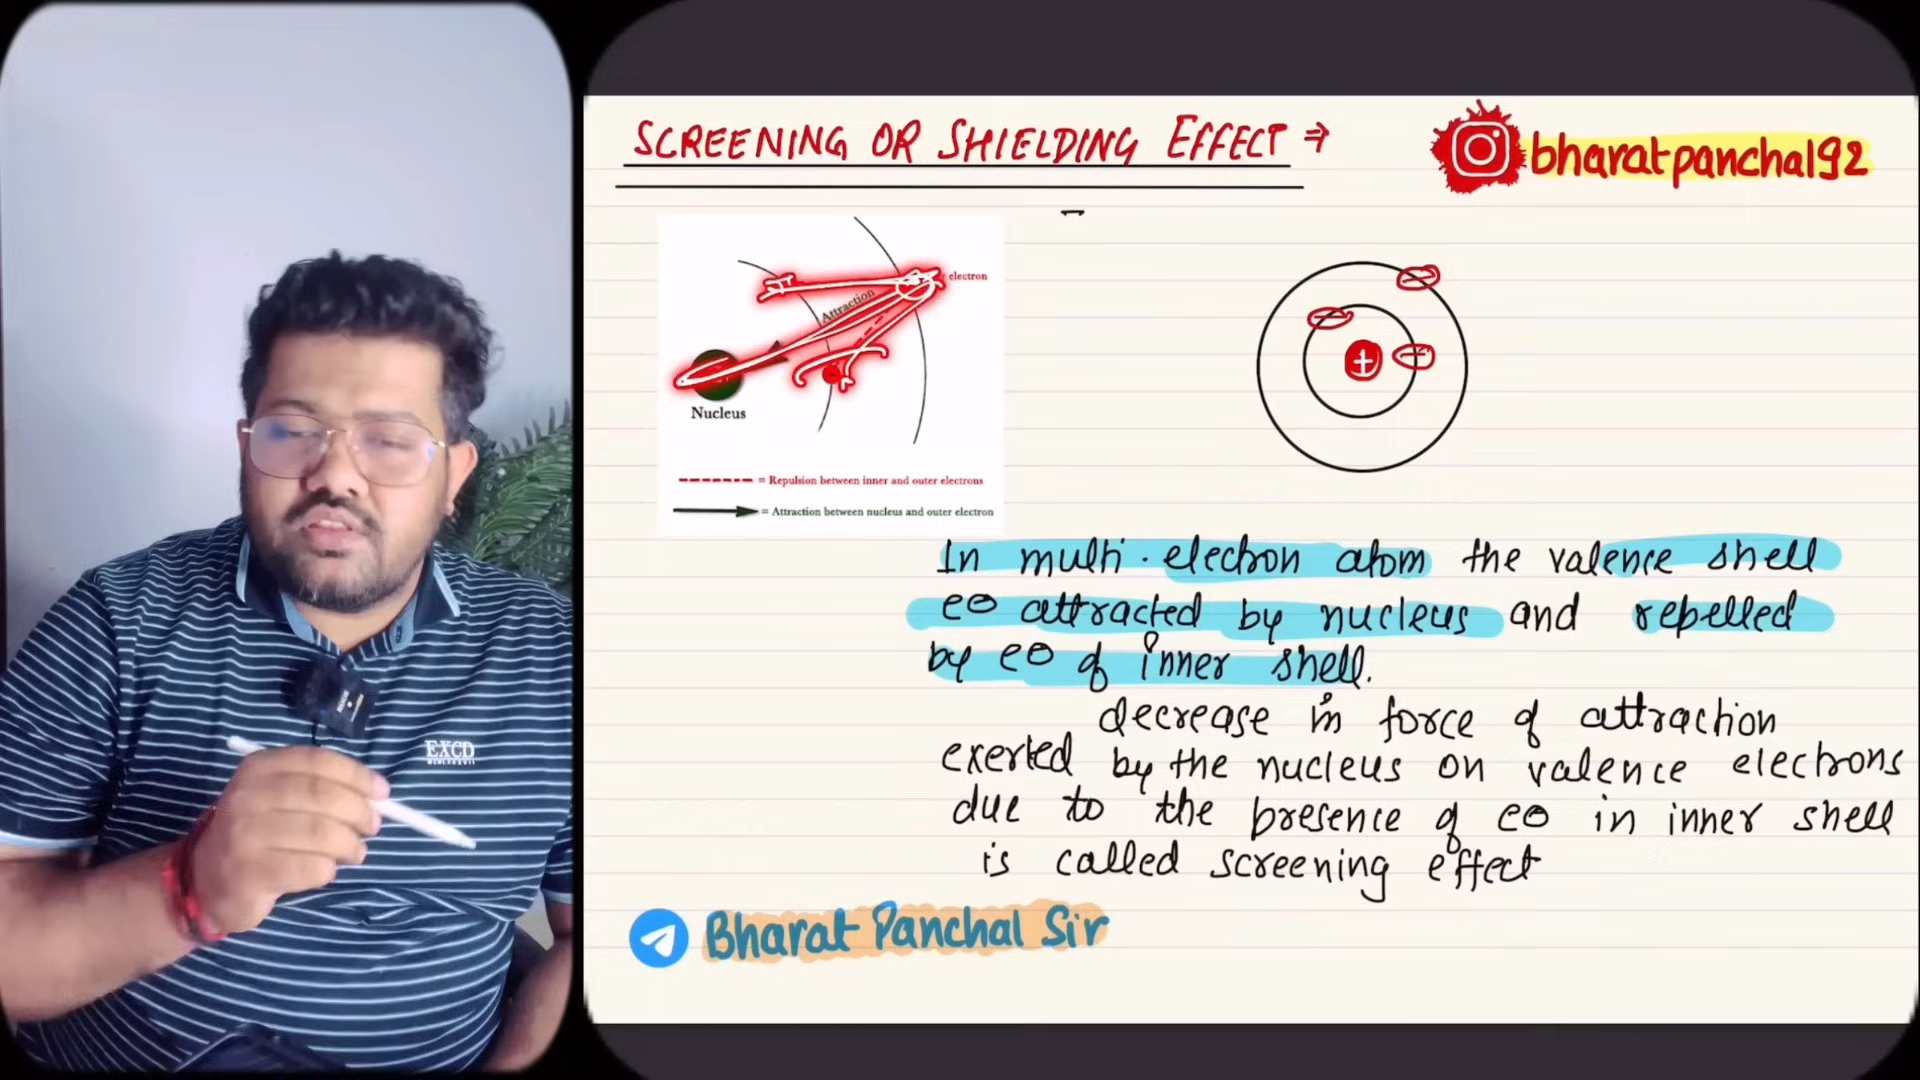 SCREENING OR SHIELDING EFFECT ⇒
bharatpanchal92
electron
Attraction
Nucleus
= Repulsion between inner and outer electrons
= Attraction between nucleus and outer electron
+
In multi-electron atom the valence shell
e⊖ attracted by nucleus and repelled
by e⊖ of inner shell.
decrease in force of attraction
exerted by the nucleus on valence electrons
due to the presence of e⊖ in inner shell
is called screening effect
EXCD
Bharat Panchal Sir